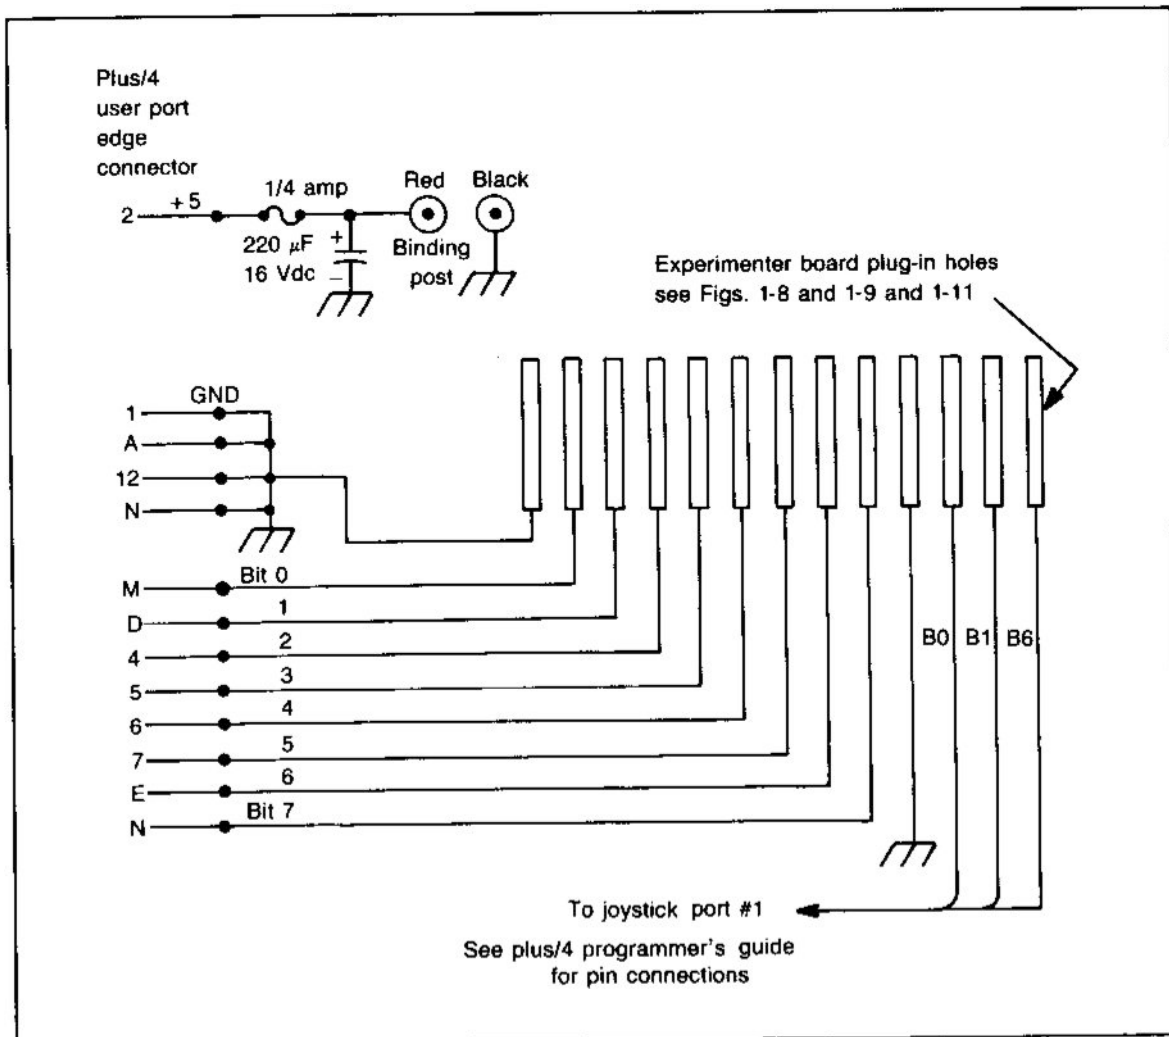 Plus/4
user port
edge
connector
2 +5
1/4 amp
220 µF
16 Vdc
+
−
Red
Black
Binding
post
Experimenter board plug-in holes
see Figs. 1-8 and 1-9 and 1-11
GND
1
A
12
N
M Bit 0
D 1
4 2
5 3
6 4
7 5
E 6
N Bit 7
B0 B1 B6
To joystick port #1
See plus/4 programmer's guide
for pin connections